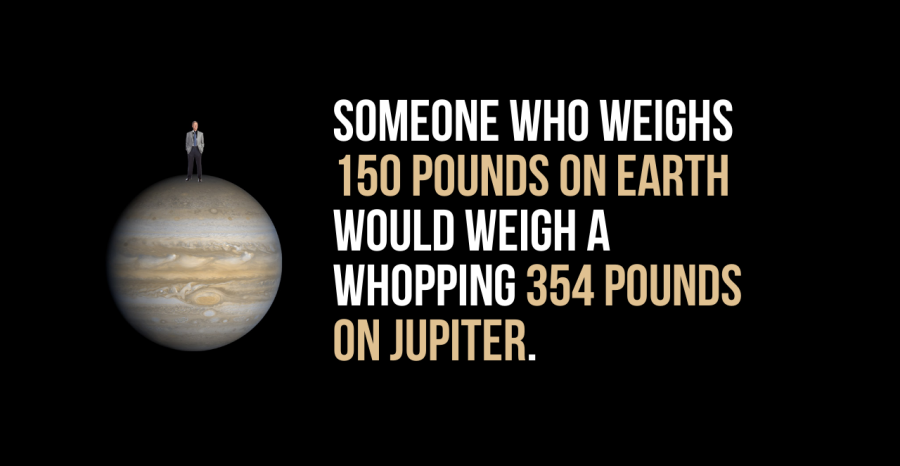 SOMEONE WHO WEIGHS
150 POUNDS ON EARTH
WOULD WEIGH A
WHOPPING 354 POUNDS
ON JUPITER.